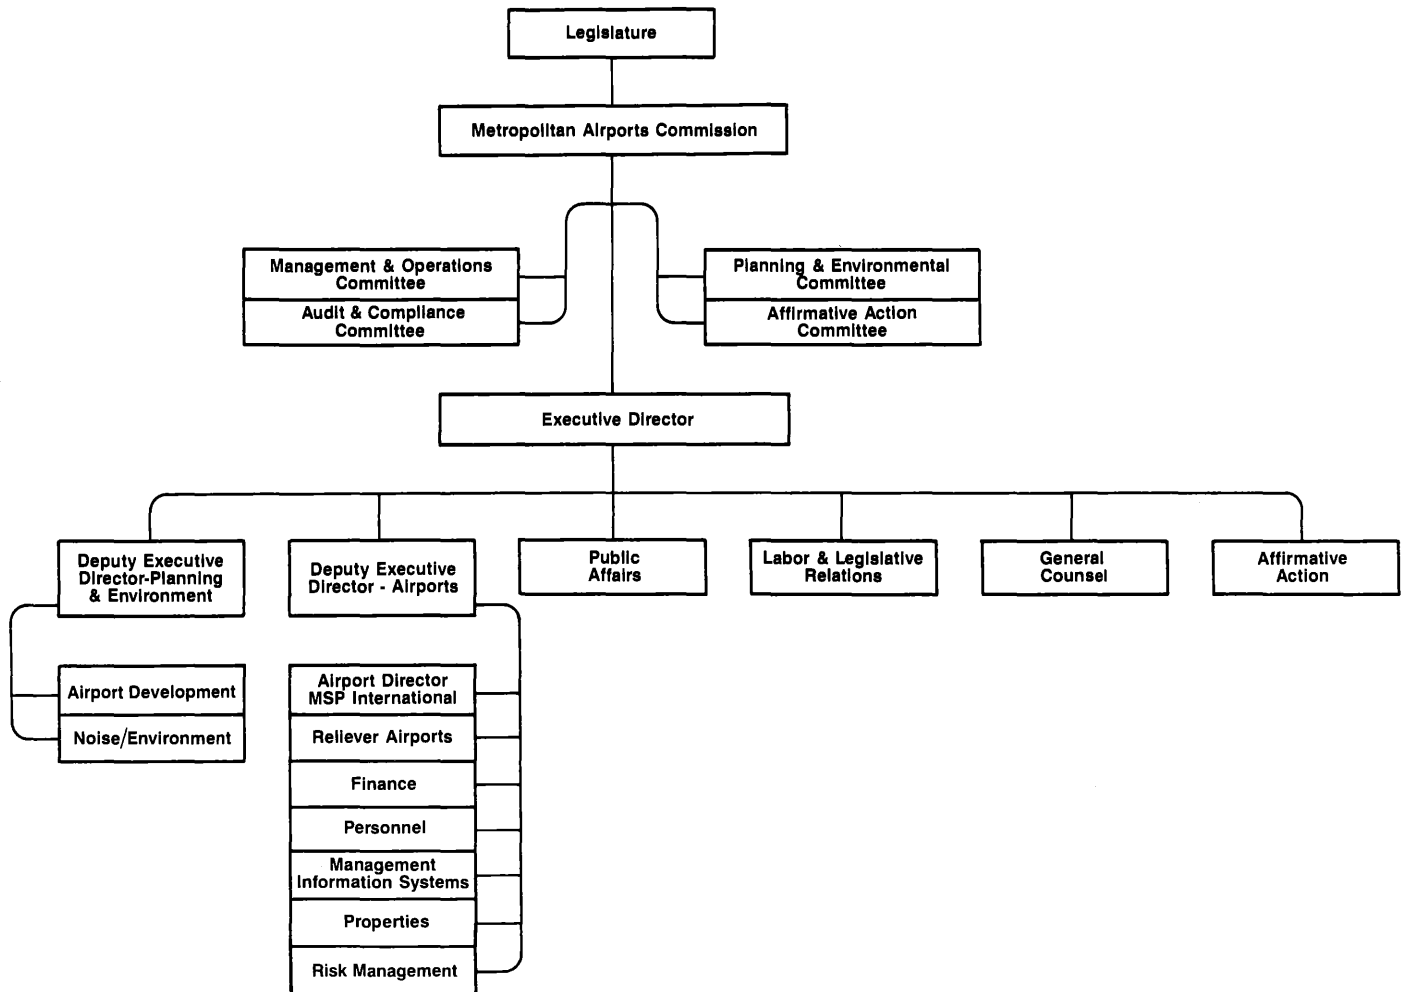 Legislature
Metropolitan Airports Commission
Management & Operations
Committee
Audit & Compliance
Committee
Planning & Environmental
Committee
Affirmative Action
Committee
Executive Director
Deputy Executive
Director-Planning
& Environment
Deputy Executive
Director - Airports
Public
Affairs
Labor & Legislative
Relations
General
Counsel
Affirmative
Action
Airport Development
Noise/Environment
Airport Director
MSP International
Reliever Airports
Finance
Personnel
Management
Information Systems
Properties
Risk Management